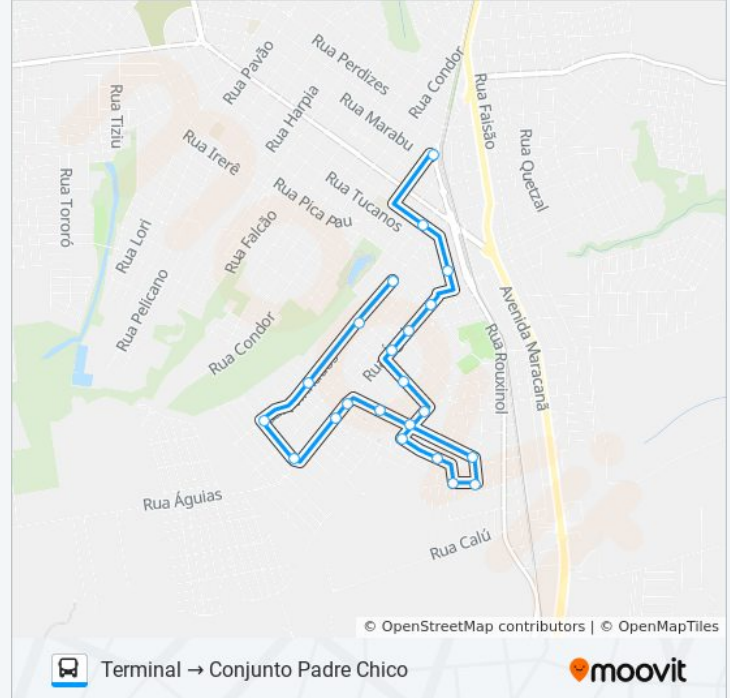 Rua Perdizes
Rua Condor
Rua Pavão
Rua Faisão
Rua Harpia
Rua Tiziu
Rua Marabu
Rua Quetzal
Rua Irerê
Rua Tororó
Rua Tucanos
Rua Pica Pau
Rua Lori
Rua Falcão
Rua Pelicano
Rua Condor
Avenida Maracanã
Rua Rouxinol
Rua Águias
Rua Calú
© OpenStreetMap contributors | © OpenMapTiles
Terminal → Conjunto Padre Chico
moovit